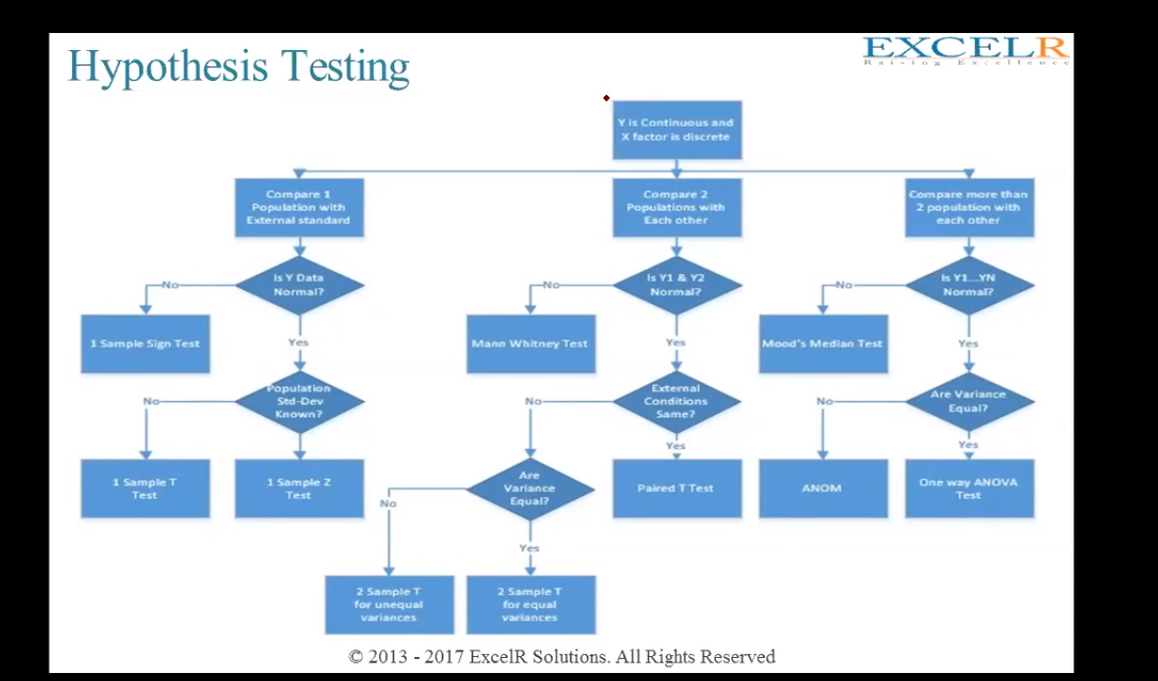 Hypothesis Testing
EXCELR
Raising Excellence
Y is Continuous and
X factor is discrete
Compare 1
Population with
External standard
Compare 2
Populations with
Each other
Compare more than
2 population with
each other
Is Y Data
Normal?
No
Is Y1 & Y2
Normal?
No
Is Y1...YN
Normal?
No
1 Sample Sign Test
Yes
Mann Whitney Test
Yes
Mood's Median Test
Yes
Population
Std-Dev
Known?
No
External
Conditions
Same?
No
Are Variance
Equal?
No
Yes
Yes
1 Sample T
Test
1 Sample Z
Test
Are
Variance
Equal?
No
Paired T Test
ANOM
One way ANOVA
Test
Yes
2 Sample T
for unequal
variances
2 Sample T
for equal
variances
© 2013 - 2017 ExcelR Solutions. All Rights Reserved